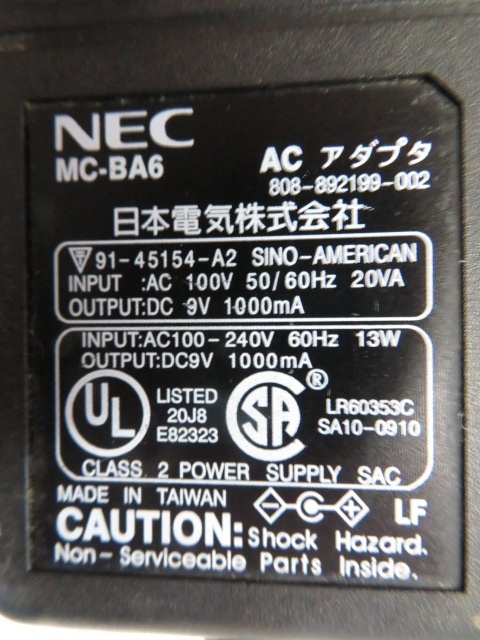 NEC
MC-BA6
AC アダプタ
808-892199-002
日本電気株式会社
91-45154-A2 SINO-AMERICAN
INPUT :AC 100V 50/60Hz 20VA
OUTPUT:DC 9V 1000mA
INPUT:AC100-240V 60Hz 13W
OUTPUT:DC9V 1000mA
UL
LISTED
20J8
E82323
SA ®
LR60353C
SA10-0910
CLASS 2 POWER SUPPLY SAC
MADE IN TAIWAN
- C +
LF
CAUTION: Shock Hazard.
Non-Serviceable Parts Inside.